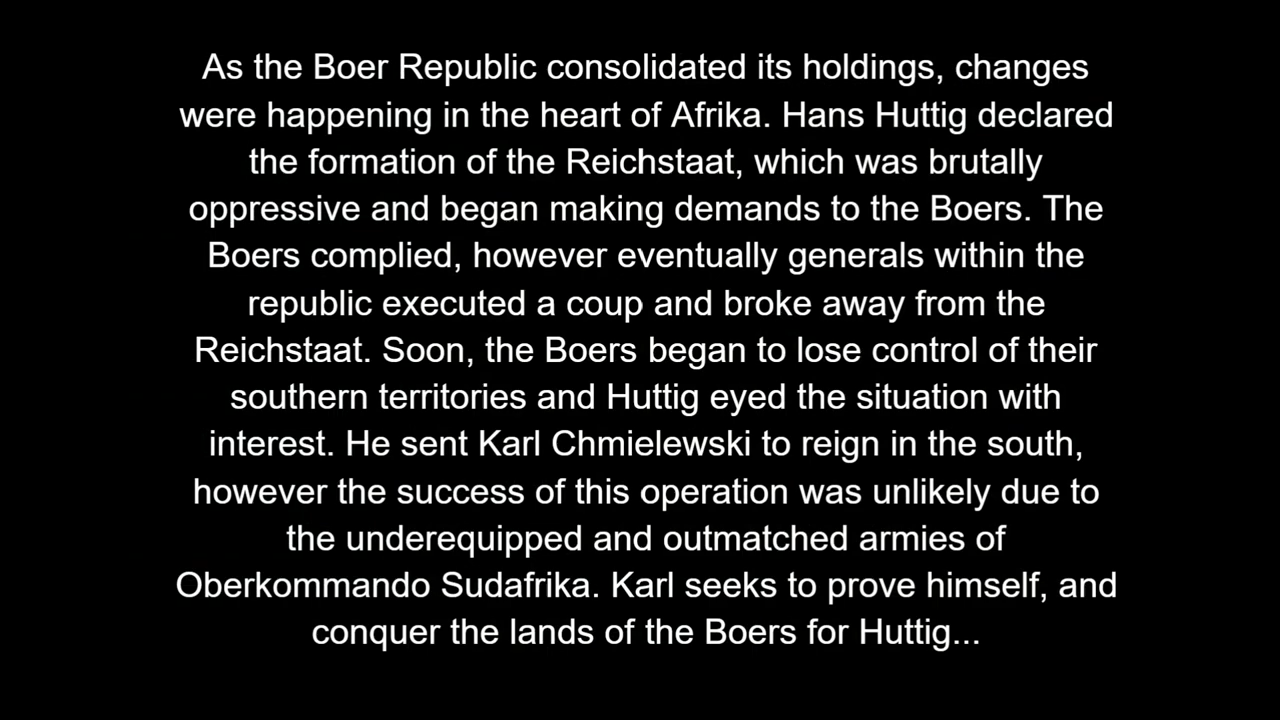 As the Boer Republic consolidated its holdings, changes
were happening in the heart of Afrika. Hans Huttig declared
the formation of the Reichstaat, which was brutally
oppressive and began making demands to the Boers. The
Boers complied, however eventually generals within the
republic executed a coup and broke away from the
Reichstaat. Soon, the Boers began to lose control of their
southern territories and Huttig eyed the situation with
interest. He sent Karl Chmielewski to reign in the south,
however the success of this operation was unlikely due to
the underequipped and outmatched armies of
Oberkommando Sudafrika. Karl seeks to prove himself, and
conquer the lands of the Boers for Huttig...